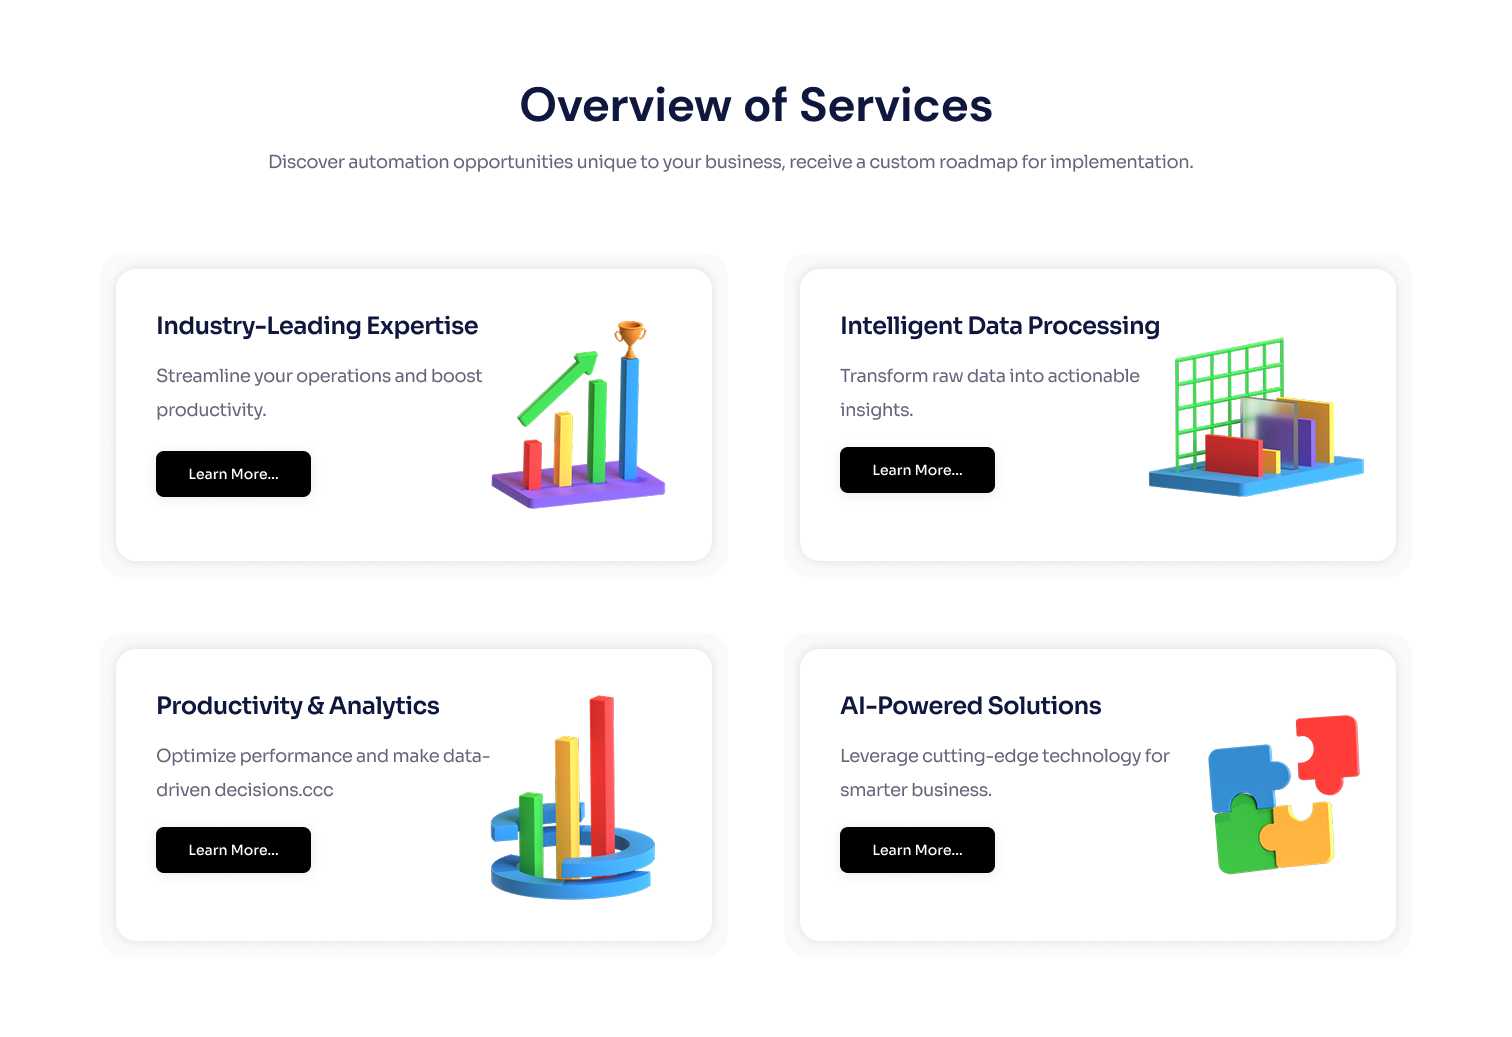 Overview of Services
Discover automation opportunities unique to your business, receive a custom roadmap for implementation.
Industry-Leading Expertise
Streamline your operations and boost
productivity.
Learn More...
Intelligent Data Processing
Transform raw data into actionable
insights.
Learn More...
Productivity & Analytics
Optimize performance and make data-
driven decisions.ccc
Learn More...
AI-Powered Solutions
Leverage cutting-edge technology for
smarter business.
Learn More...